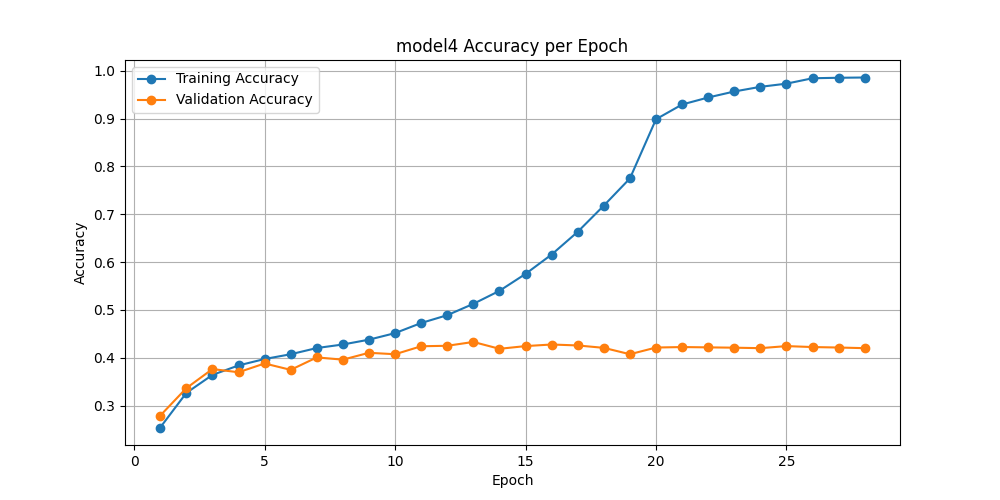 model4 Accuracy per Epoch
Training Accuracy
Validation Accuracy
1.0
0.9
0.8
0.7
0.6
0.5
0.4
0.3
Accuracy
0 5 10 15 20 25
Epoch